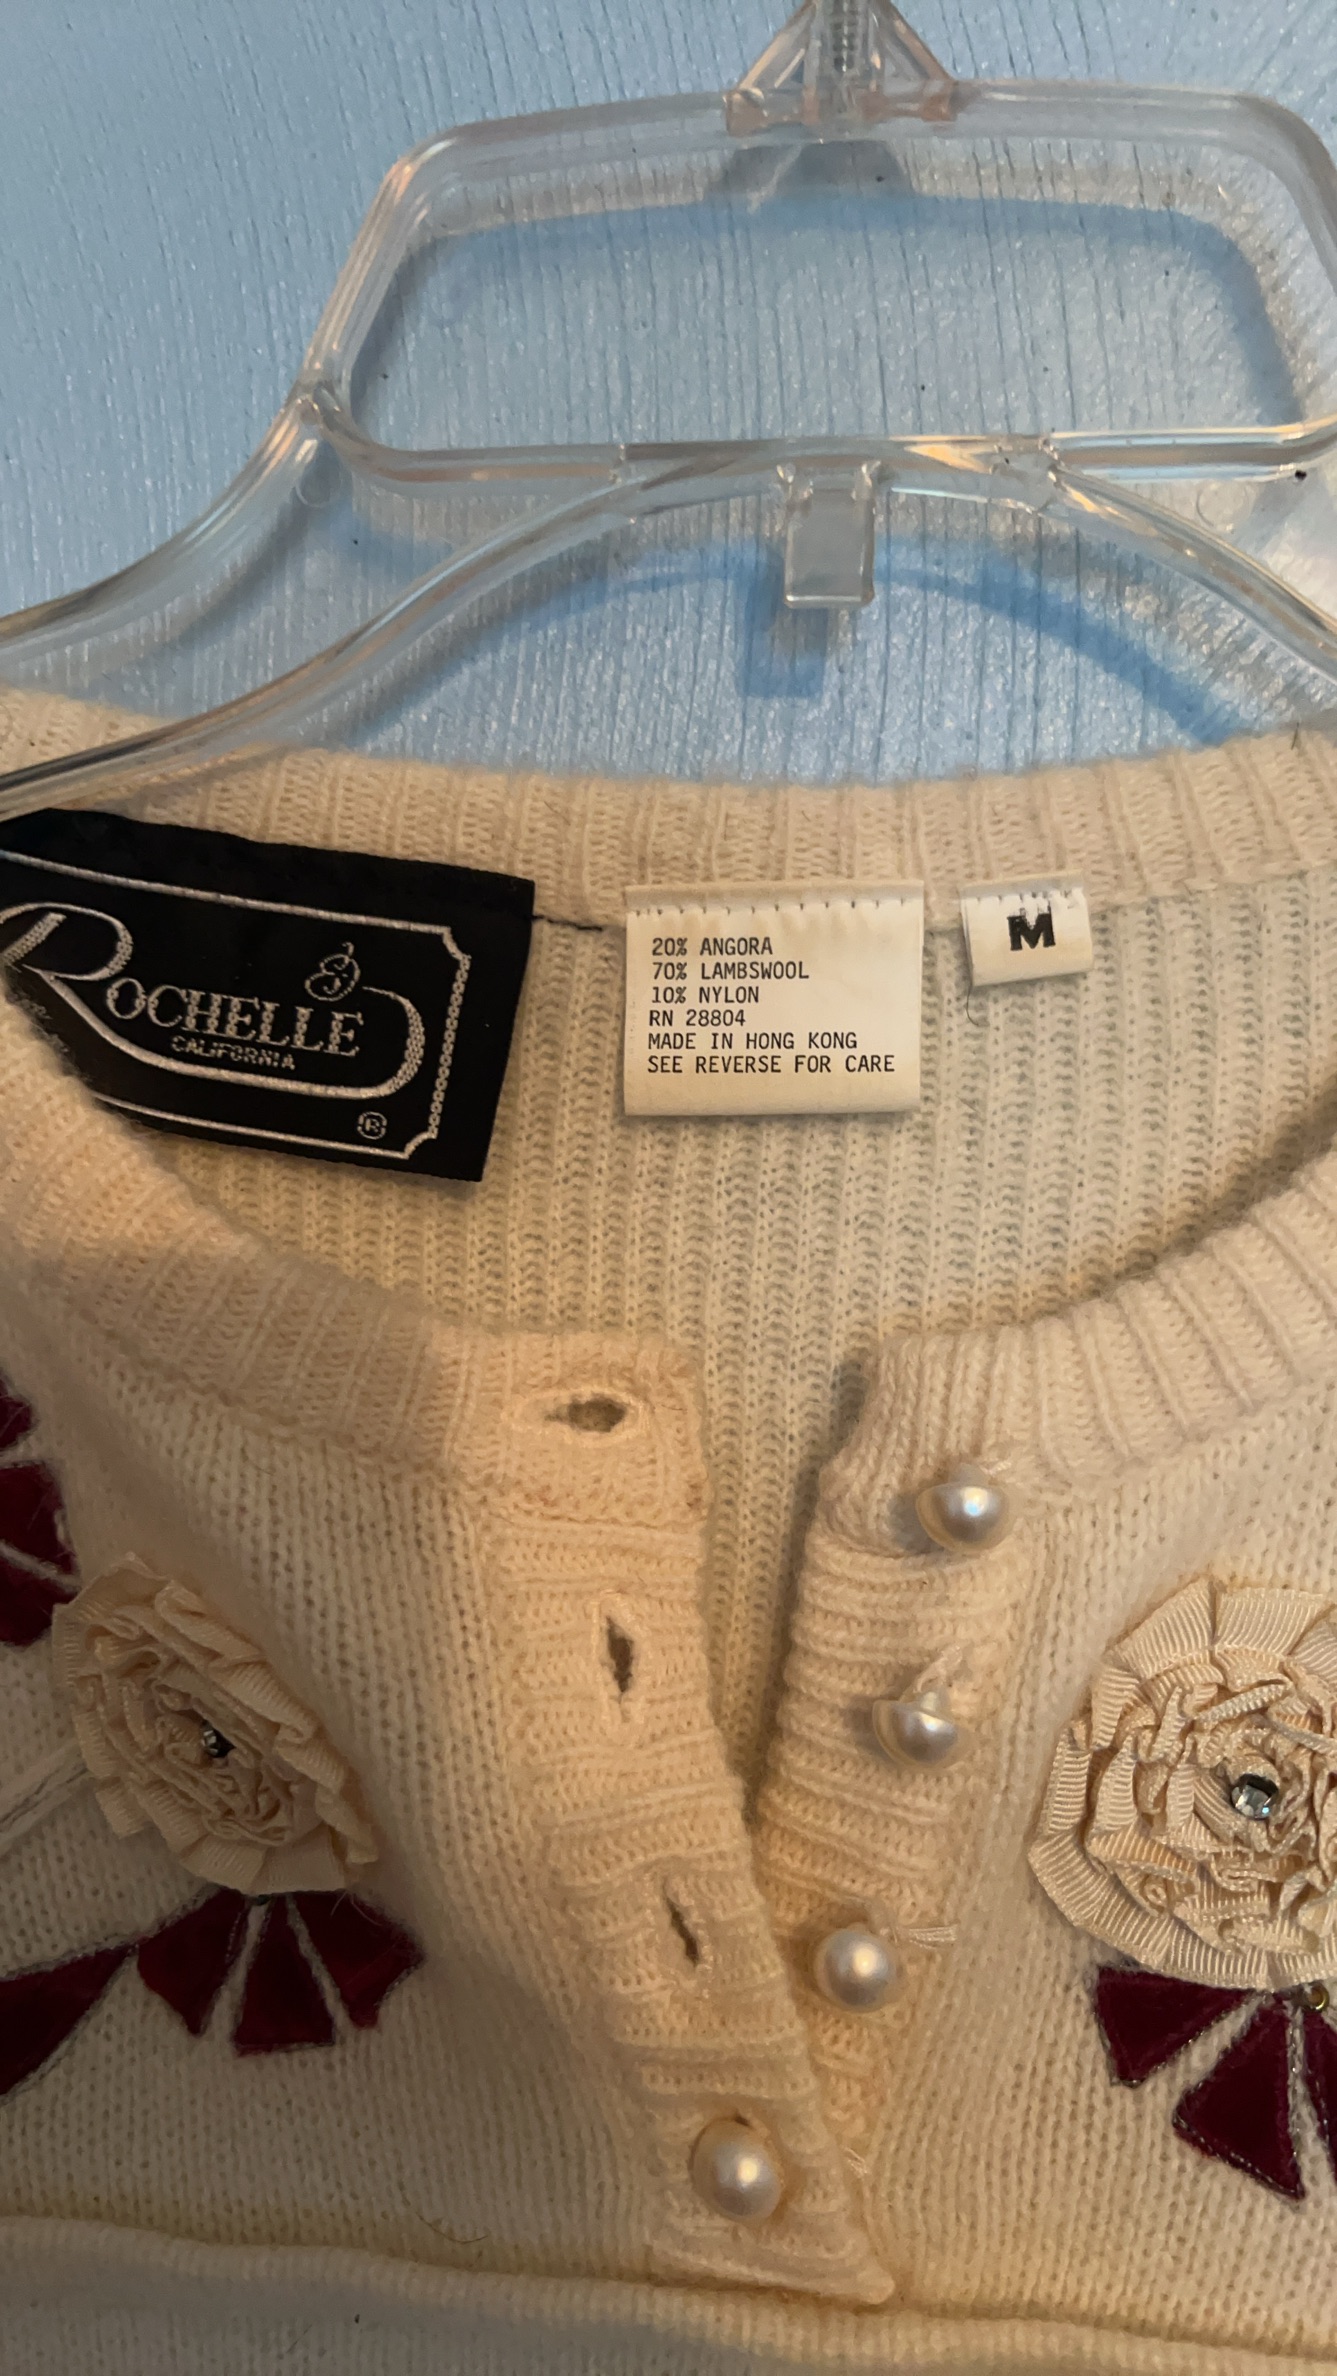 ROCHELLE
CALIFORNIA
®
20% ANGORA
70% LAMBSWOOL
10% NYLON
RN 28804
MADE IN HONG KONG
SEE REVERSE FOR CARE
M